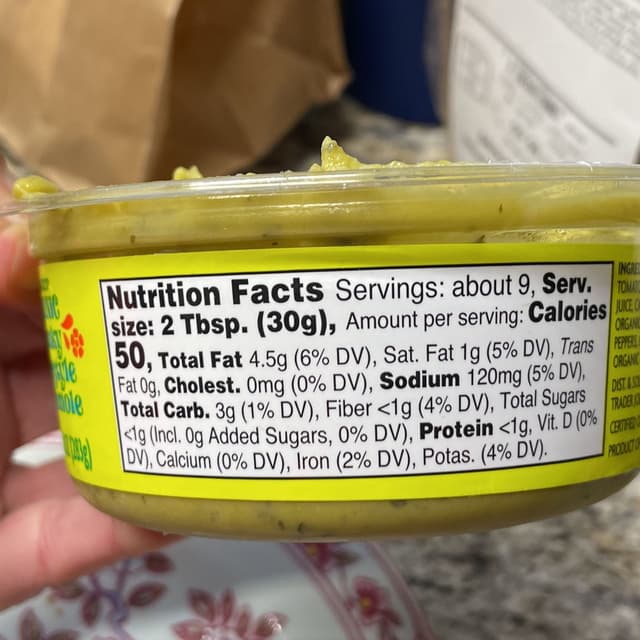 Nutrition Facts Servings: about 9, Serv.
size: 2 Tbsp. (30g), Amount per serving: Calories
50, Total Fat 4.5g (6% DV), Sat. Fat 1g (5% DV), Trans
Fat 0g, Cholest. 0mg (0% DV), Sodium 120mg (5% DV),
Total Carb. 3g (1% DV), Fiber <1g (4% DV), Total Sugars
<1g (Incl. 0g Added Sugars, 0% DV), Protein <1g, Vit. D (0%
DV), Calcium (0% DV), Iron (2% DV), Potas. (4% DV).